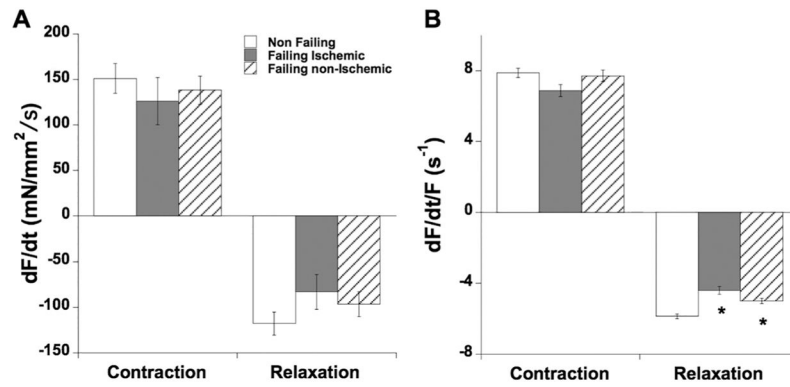 A
dF/dt (mN/mm²/s)
200
150
100
50
0
-50
-100
-150
Non Failing
Failing Ischemic
Failing non-Ischemic
Contraction
Relaxation
B
dF/dt/F (s⁻¹)
8
4
0
-4
-8
*
*
Contraction
Relaxation